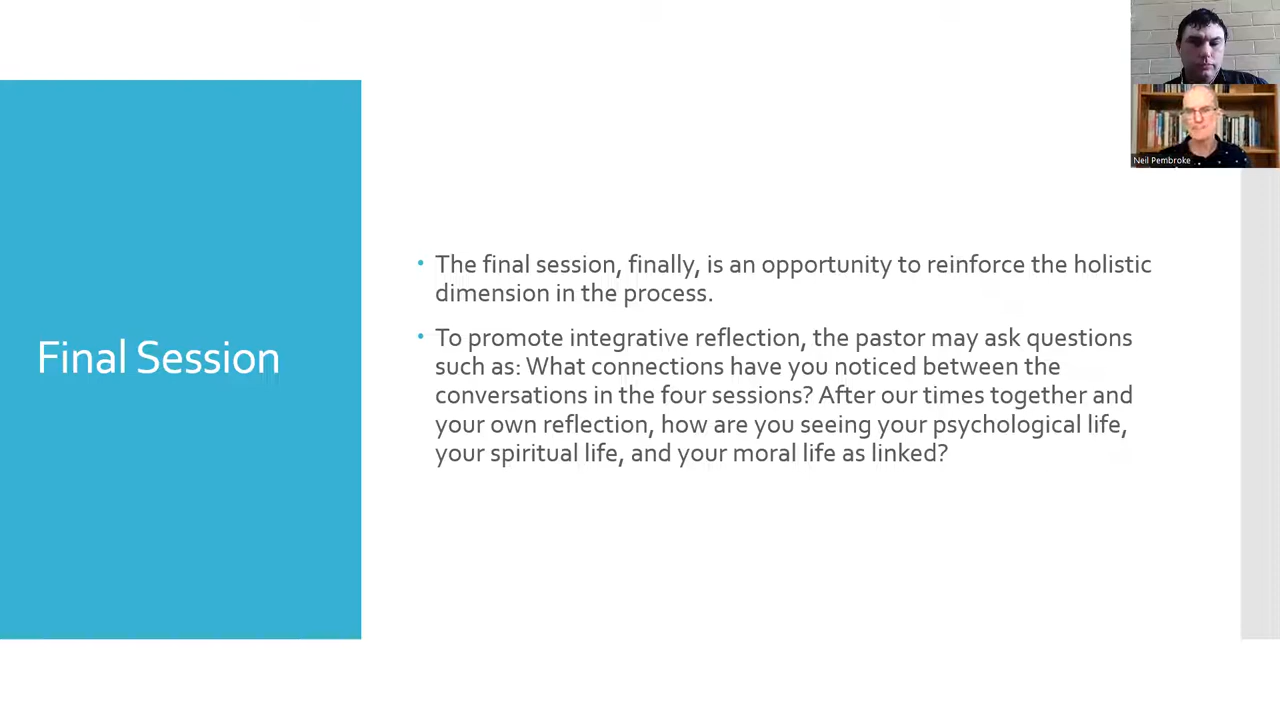 Neil Pembroke
Final Session
• The final session, finally, is an opportunity to reinforce the holistic
dimension in the process.
• To promote integrative reflection, the pastor may ask questions
such as: What connections have you noticed between the
conversations in the four sessions? After our times together and
your own reflection, how are you seeing your psychological life,
your spiritual life, and your moral life as linked?